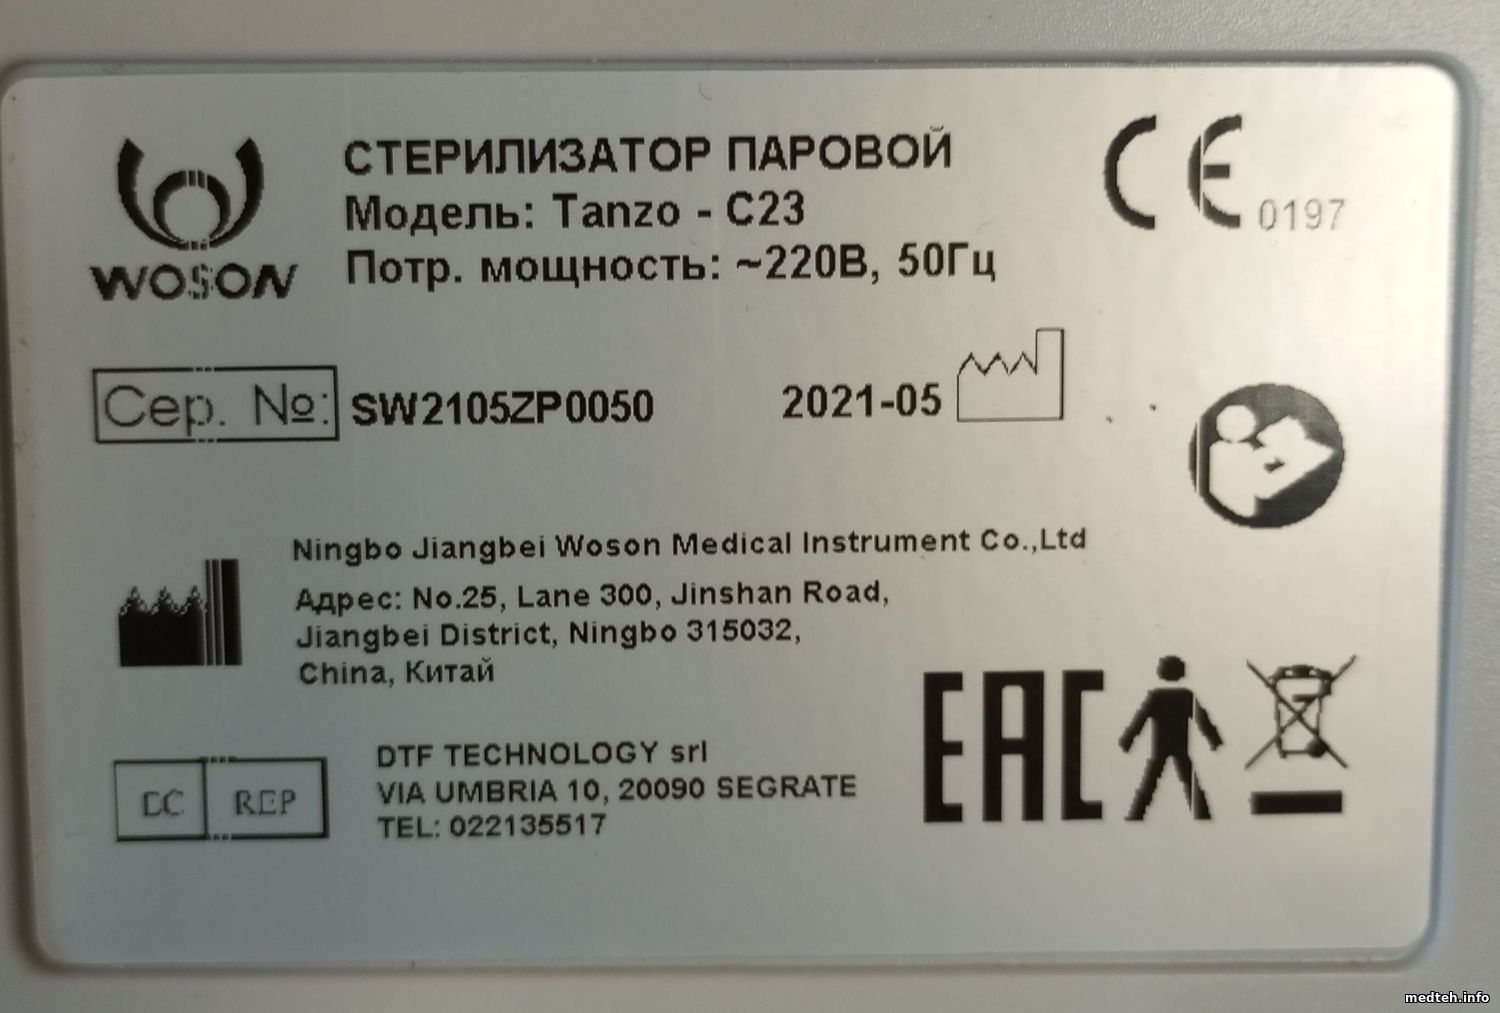 СТЕРИЛИЗАТОР ПАРОВОЙ
Модель: Tanzo - C23
Потр. мощность: ~220В, 50Гц
WOSON
CE 0197
Сер. №: SW2105ZP0050
2021-05
Ningbo Jiangbei Woson Medical Instrument Co.,Ltd
Адрес: No.25, Lane 300, Jinshan Road,
Jiangbei District, Ningbo 315032,
China, Китай
EC REP
DTF TECHNOLOGY srl
VIA UMBRIA 10, 20090 SEGRATE
TEL: 022135517
EAC
medteh.info